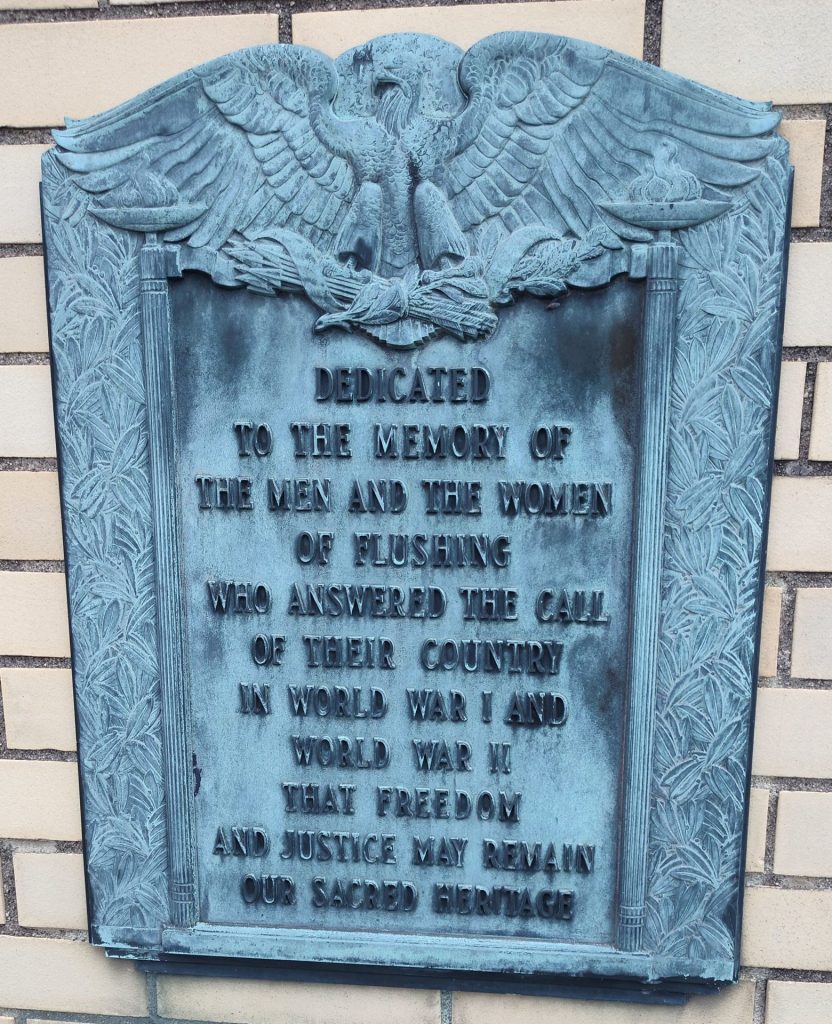 DEDICATED
TO THE MEMORY OF
THE MEN AND THE WOMEN
OF FLUSHING
WHO ANSWERED THE CALL
OF THEIR COUNTRY
IN WORLD WAR I AND
WORLD WAR II
THAT FREEDOM
AND JUSTICE MAY REMAIN
OUR SACRED HERITAGE